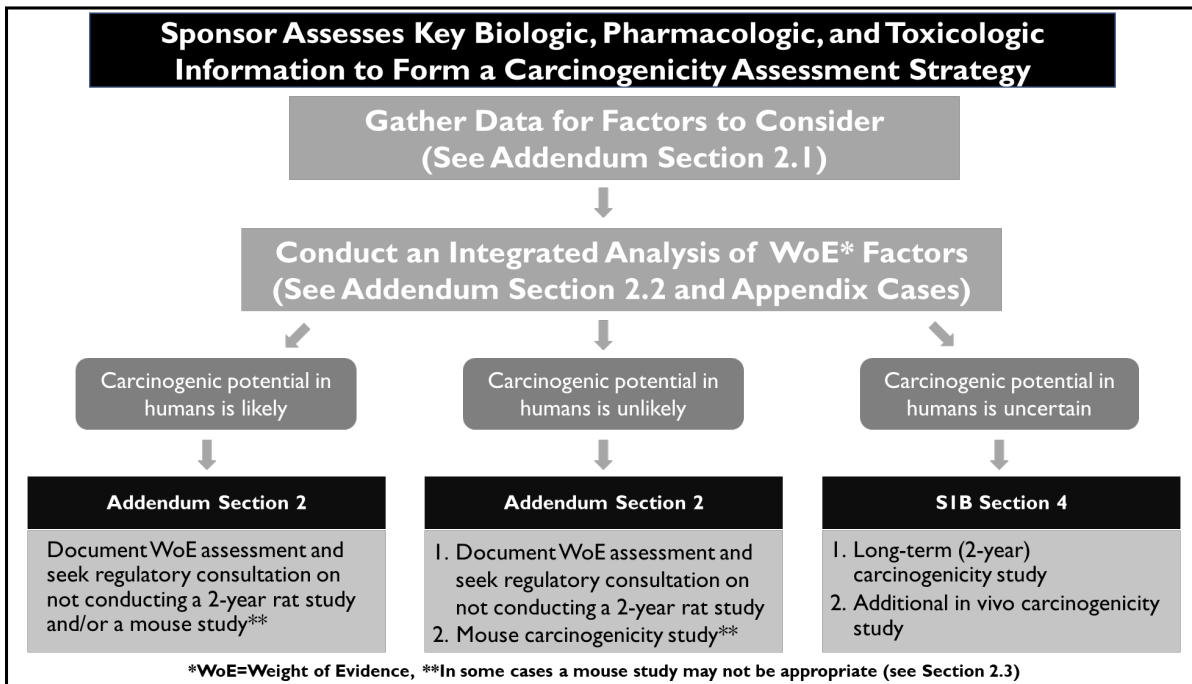 Sponsor Assesses Key Biologic, Pharmacologic, and Toxicologic
Information to Form a Carcinogenicity Assessment Strategy
Gather Data for Factors to Consider
(See Addendum Section 2.1)
Conduct an Integrated Analysis of WoE* Factors
(See Addendum Section 2.2 and Appendix Cases)
Carcinogenic potential in
humans is likely
Carcinogenic potential in
humans is unlikely
Carcinogenic potential in
humans is uncertain
Addendum Section 2
Document WoE assessment and
seek regulatory consultation on
not conducting a 2-year rat study
and/or a mouse study**
Addendum Section 2
1. Document WoE assessment and
seek regulatory consultation on
not conducting a 2-year rat study
2. Mouse carcinogenicity study**
S1B Section 4
1. Long-term (2-year)
carcinogenicity study
2. Additional in vivo carcinogenicity
study
*WoE=Weight of Evidence, **In some cases a mouse study may not be appropriate (see Section 2.3)